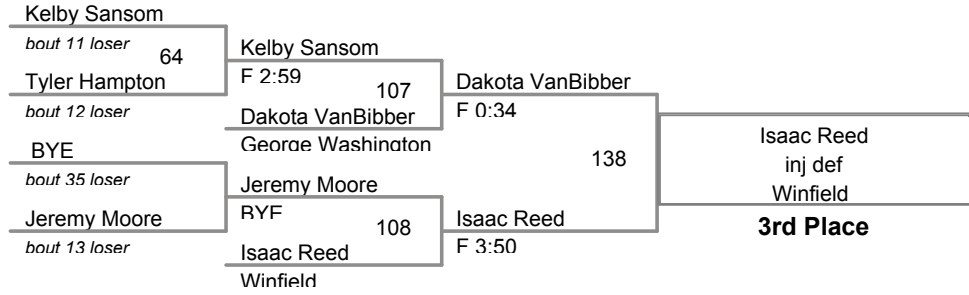 Kelby Sansom
bout 11 loser
64
Tyler Hampton
bout 12 loser
BYE
bout 35 loser
Jeremy Moore
bout 13 loser
Kelby Sansom
F 2:59
107
Dakota VanBibber
George Washington
Jeremy Moore
BYE
108
Isaac Reed
Winfield
Dakota VanBibber
F 0:34
138
Isaac Reed
F 3:50
Isaac Reed
inj def
Winfield
3rd Place